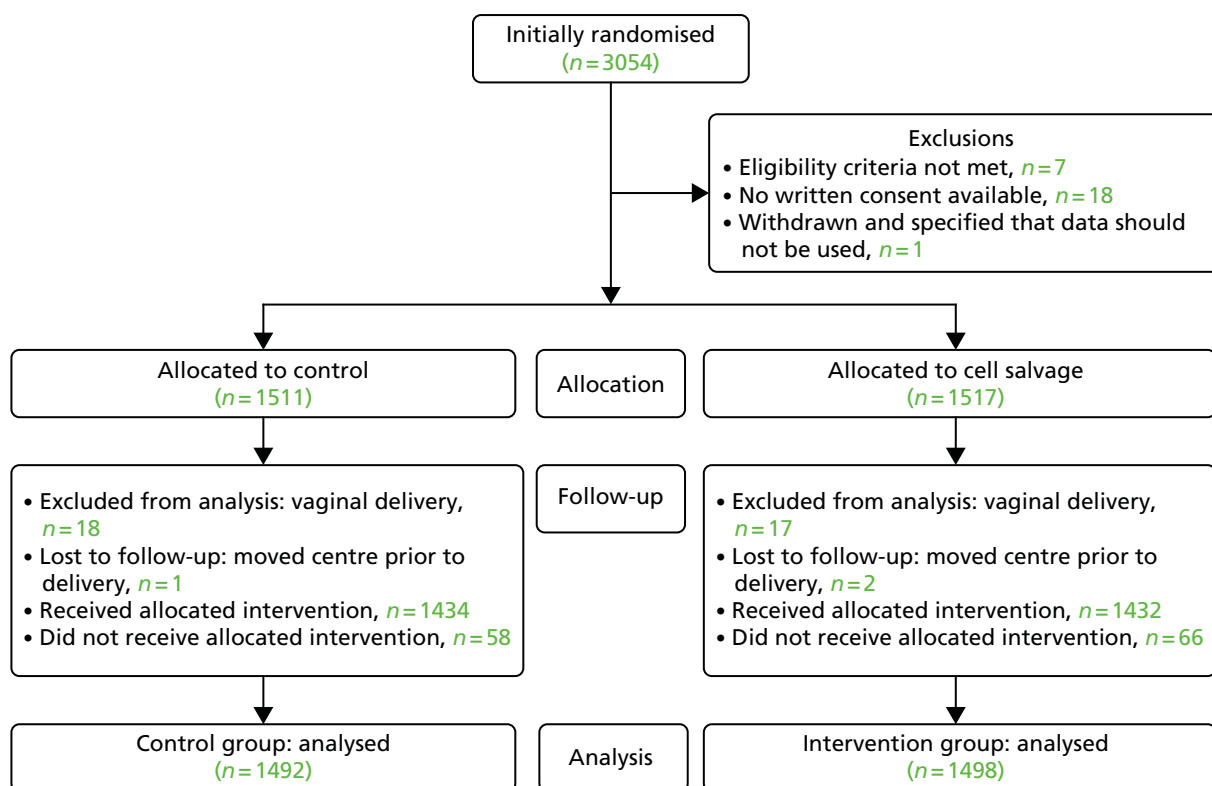 Initially randomised
(n=3054)
Exclusions
• Eligibility criteria not met, n=7
• No written consent available, n=18
• Withdrawn and specified that data should
not be used, n=1
Allocated to control
(n=1511)
Allocation
Allocated to cell salvage
(n=1517)
• Excluded from analysis: vaginal delivery,
n=18
• Lost to follow-up: moved centre prior to
delivery, n=1
• Received allocated intervention, n=1434
• Did not receive allocated intervention, n=58
Follow-up
• Excluded from analysis: vaginal delivery,
n=17
• Lost to follow-up: moved centre prior to
delivery, n=2
• Received allocated intervention, n=1432
• Did not receive allocated intervention, n=66
Control group: analysed
(n=1492)
Analysis
Intervention group: analysed
(n=1498)